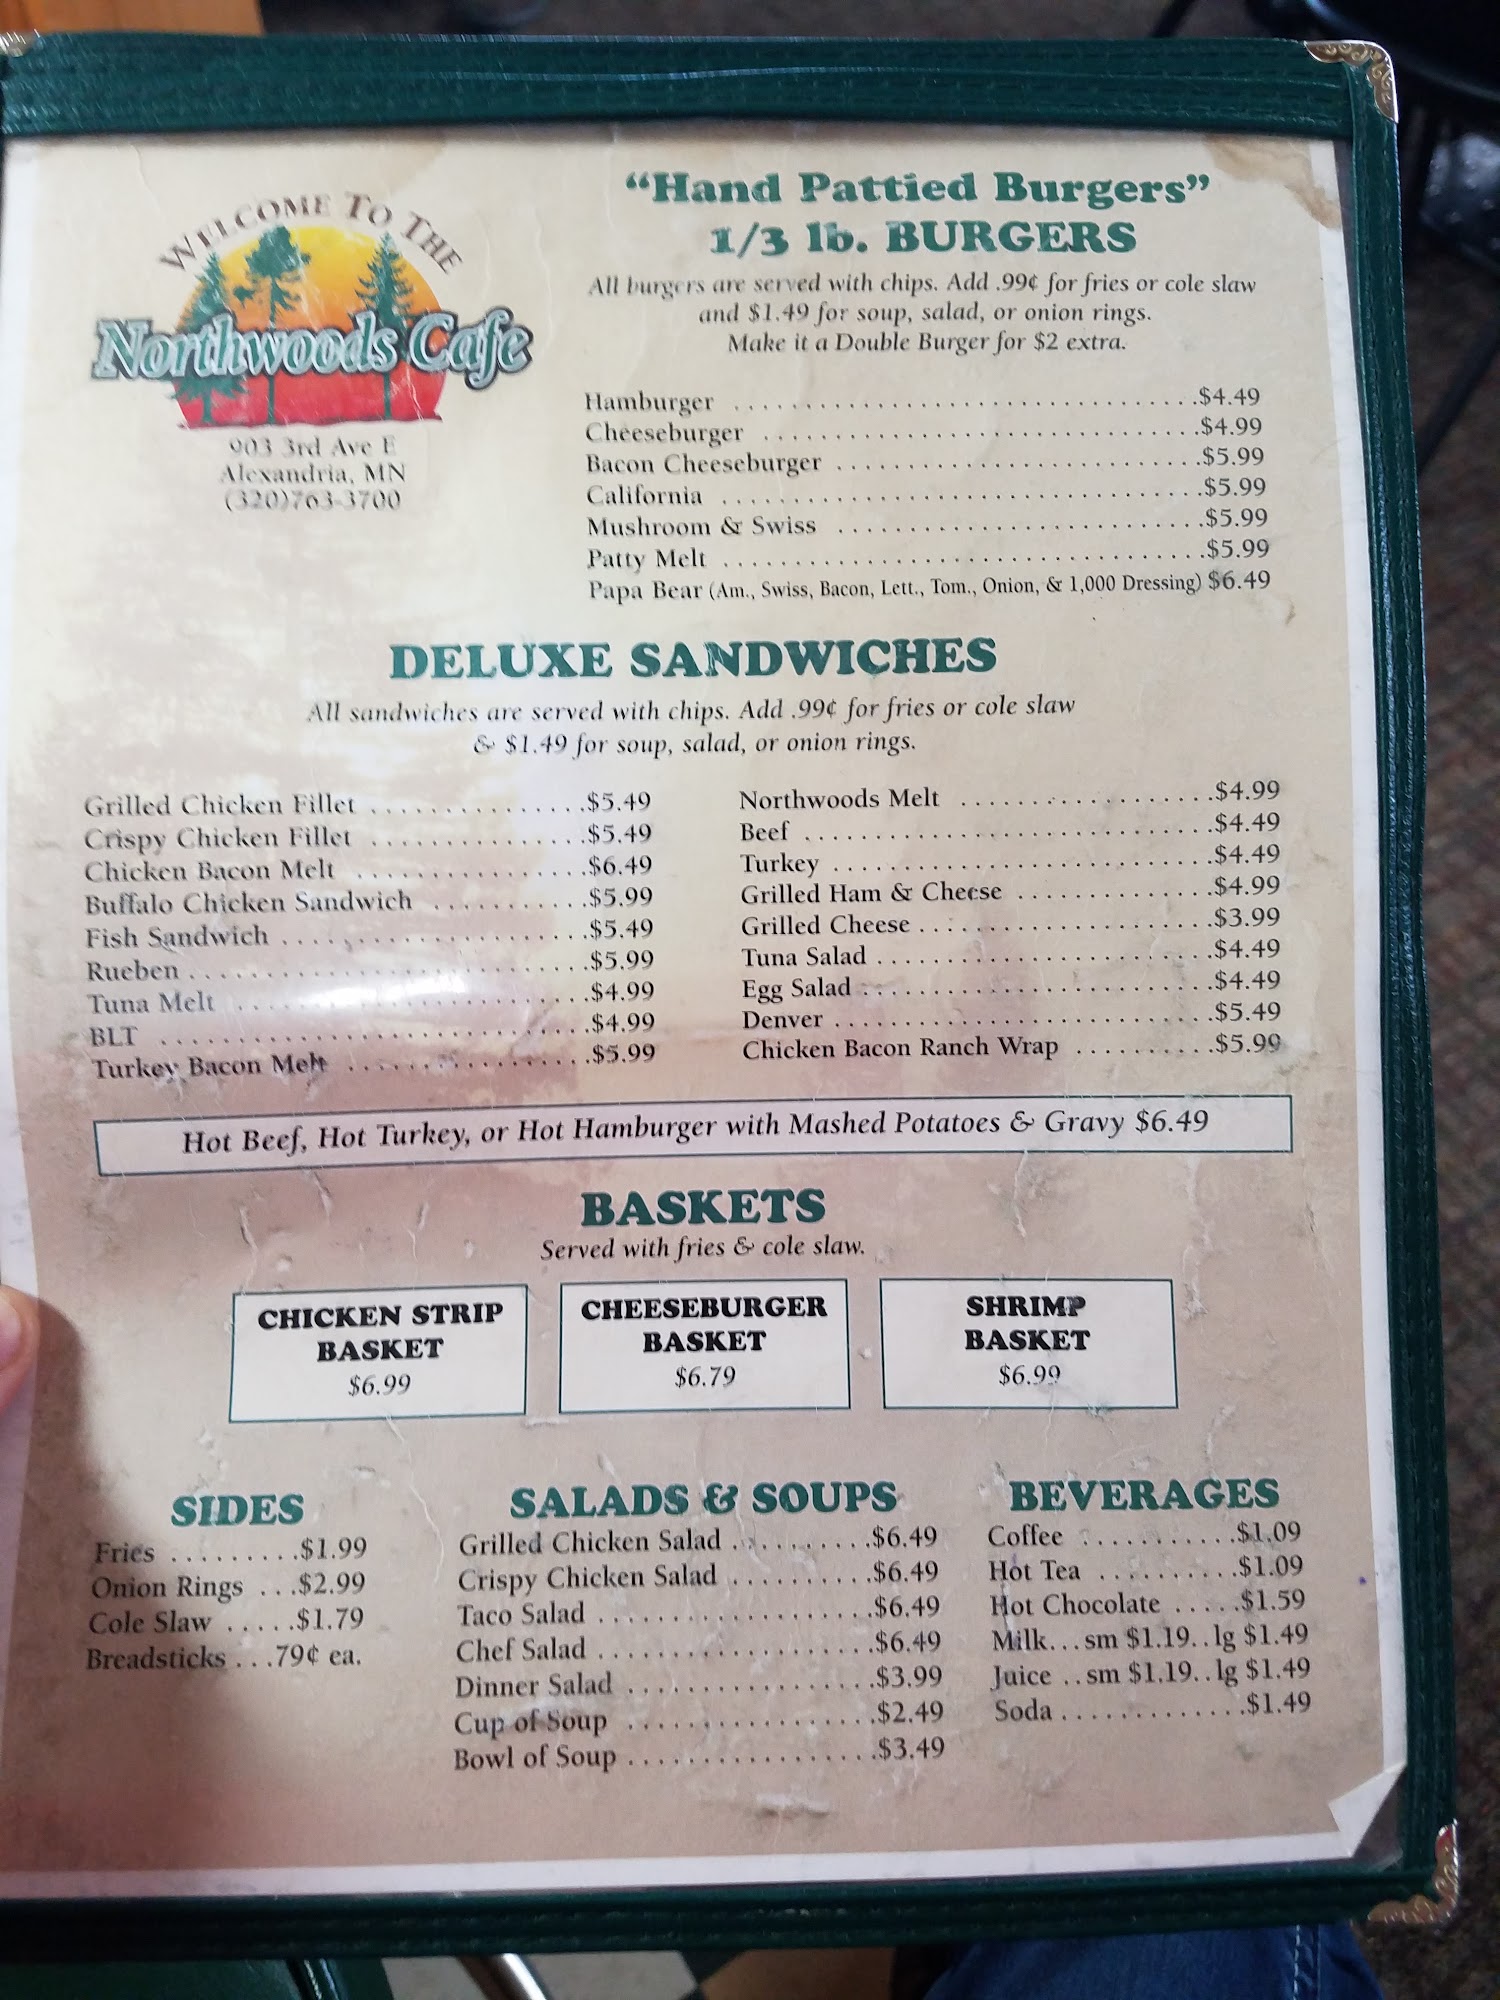 WELCOME TO THE
Northwoods Cafe
903 3rd Ave E
Alexandria, MN
(320)763-3700
"Hand Pattied Burgers"
1/3 lb. BURGERS
All burgers are served with chips. Add .99¢ for fries or cole slaw
and $1.49 for soup, salad, or onion rings.
Make it a Double Burger for $2 extra.
Hamburger $4.49
Cheeseburger $4.99
Bacon Cheeseburger $5.99
California $5.99
Mushroom & Swiss $5.99
Patty Melt $5.99
Papa Bear (Am., Swiss, Bacon, Lett., Tom., Onion, & 1,000 Dressing) $6.49
DELUXE SANDWICHES
All sandwiches are served with chips. Add .99¢ for fries or cole slaw
& $1.49 for soup, salad, or onion rings.
Grilled Chicken Fillet $5.49
Crispy Chicken Fillet $5.49
Chicken Bacon Melt $6.49
Buffalo Chicken Sandwich $5.99
Fish Sandwich $5.49
Rueben $5.99
Tuna Melt $4.99
BLT $4.99
Turkey Bacon Melt $5.99
Northwoods Melt $4.99
Beef $4.49
Turkey $4.49
Grilled Ham & Cheese $4.99
Grilled Cheese $3.99
Tuna Salad $4.49
Egg Salad $4.49
Denver $5.49
Chicken Bacon Ranch Wrap $5.99
Hot Beef, Hot Turkey, or Hot Hamburger with Mashed Potatoes & Gravy $6.49
BASKETS
Served with fries & cole slaw.
CHICKEN STRIP
BASKET
$6.99
CHEESEBURGER
BASKET
$6.79
SHRIMP
BASKET
$6.99
SIDES
Fries $1.99
Onion Rings $2.99
Cole Slaw $1.79
Breadsticks .79¢ ea.
SALADS & SOUPS
Grilled Chicken Salad $6.49
Crispy Chicken Salad $6.49
Taco Salad $6.49
Chef Salad $6.49
Dinner Salad $3.99
Cup of Soup $2.49
Bowl of Soup $3.49
BEVERAGES
Coffee $1.09
Hot Tea $1.09
Hot Chocolate $1.59
Milk...sm $1.19..lg $1.49
Juice ..sm $1.19..lg $1.49
Soda $1.49